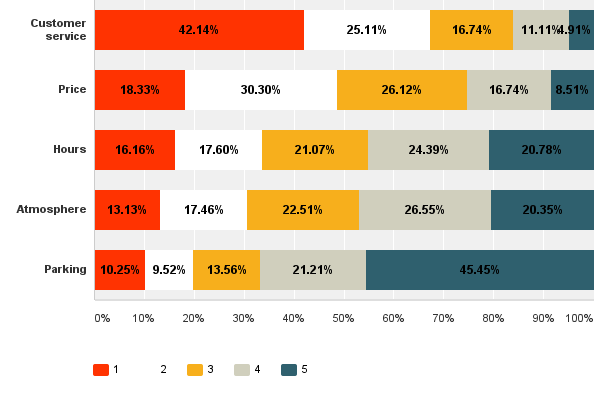 Customer
service
42.14% 25.11% 16.74% 11.11% 4.91%
Price 18.33% 30.30% 26.12% 16.74% 8.51%
Hours 16.16% 17.60% 21.07% 24.39% 20.78%
Atmosphere 13.13% 17.46% 22.51% 26.55% 20.35%
Parking 10.25% 9.52% 13.56% 21.21% 45.45%
0% 10% 20% 30% 40% 50% 60% 70% 80% 90% 100%
1 2 3 4 5